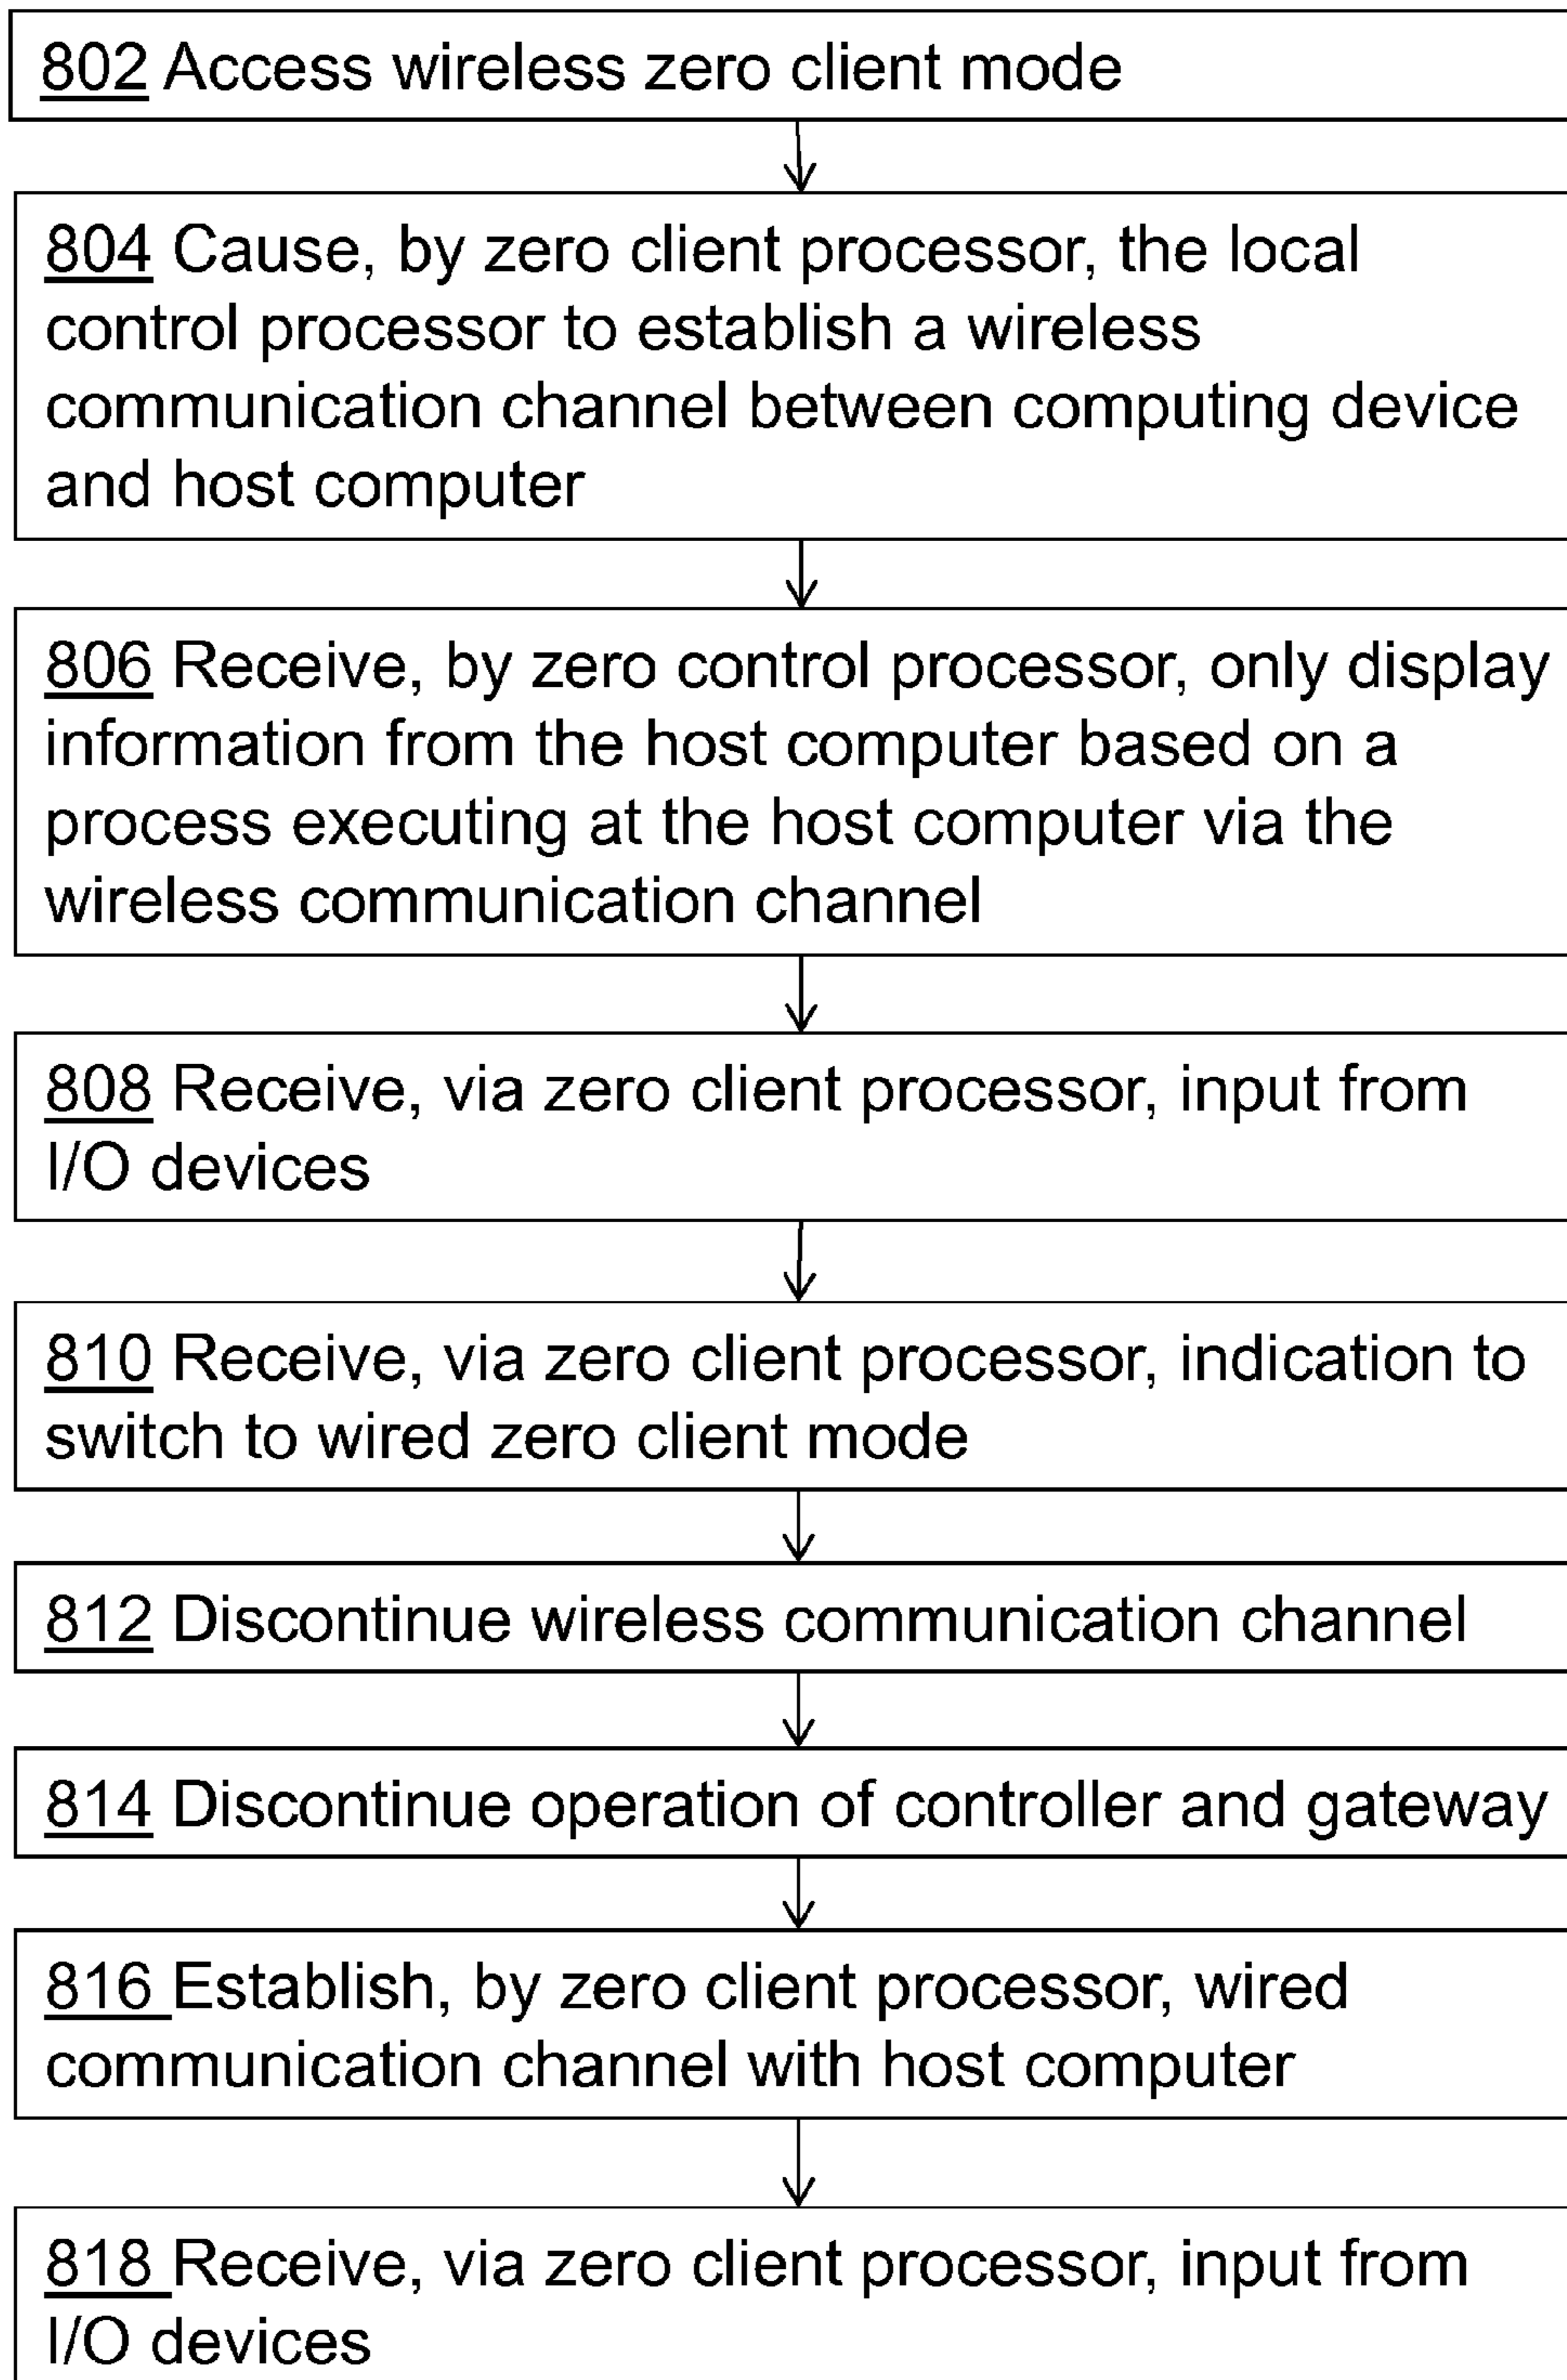 802 Access wireless zero client mode
804 Cause, by zero client processor, the local
control processor to establish a wireless
communication channel between computing device
and host computer
806 Receive, by zero control processor, only display
information from the host computer based on a
process executing at the host computer via the
wireless communication channel
808 Receive, via zero client processor, input from
I/O devices
810 Receive, via zero client processor, indication to
switch to wired zero client mode
812 Discontinue wireless communication channel
814 Discontinue operation of controller and gateway
816 Establish, by zero client processor, wired
communication channel with host computer
818 Receive, via zero client processor, input from
I/O devices